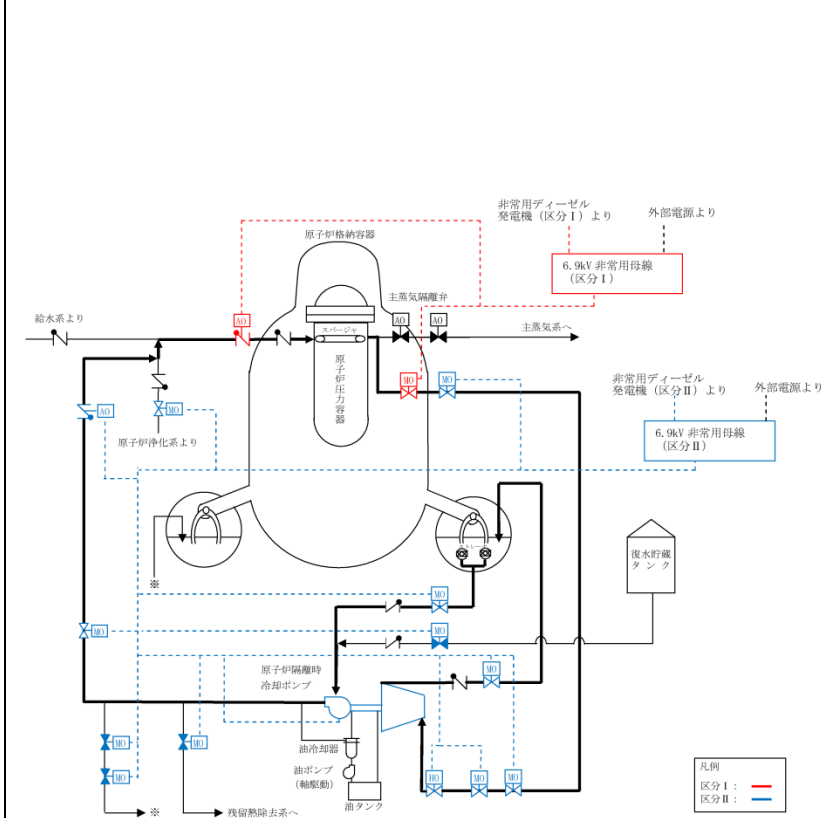 非常用ディーゼル
発電機（区分Ⅰ）より
外部電源より
原子炉格納容器
6.9kV 非常用母線
（区分Ⅰ）
主蒸気隔離弁
給水系より
AO
AO
AO
スパージャ
主蒸気系へ
原子炉圧力容器
MO
MO
非常用ディーゼル
発電機（区分Ⅱ）より
外部電源より
AO
MO
6.9kV 非常用母線
（区分Ⅱ）
原子炉浄化系より
ストレーナ
復水貯蔵
タンク
※
MO
MO
MO
原子炉隔離時
冷却ポンプ
MO
MO
MO
油冷却器
油ポンプ
（軸駆動）
油タンク
MO
HO
MO
MO
※
残留熱除去系へ
凡例
区分Ⅰ：
区分Ⅱ：